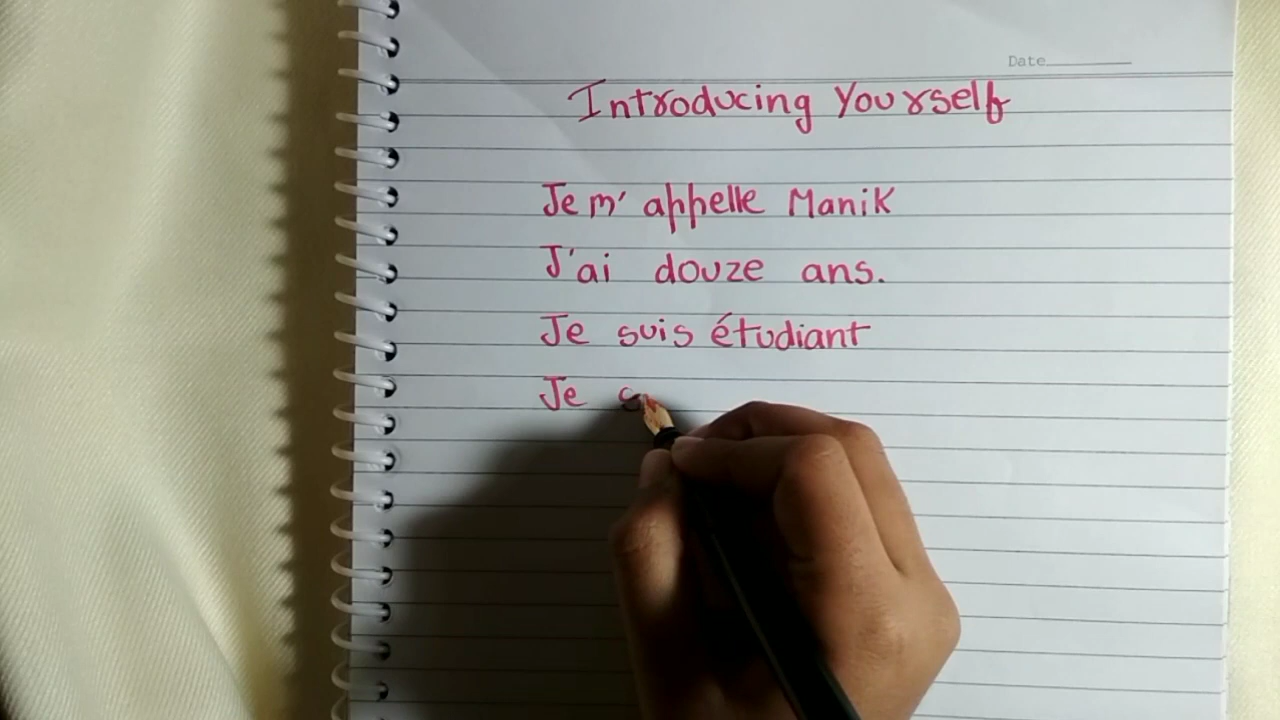 Date
Introducing Yourself
Je m'appelle Manik
J'ai douze ans.
Je suis étudiant
Je